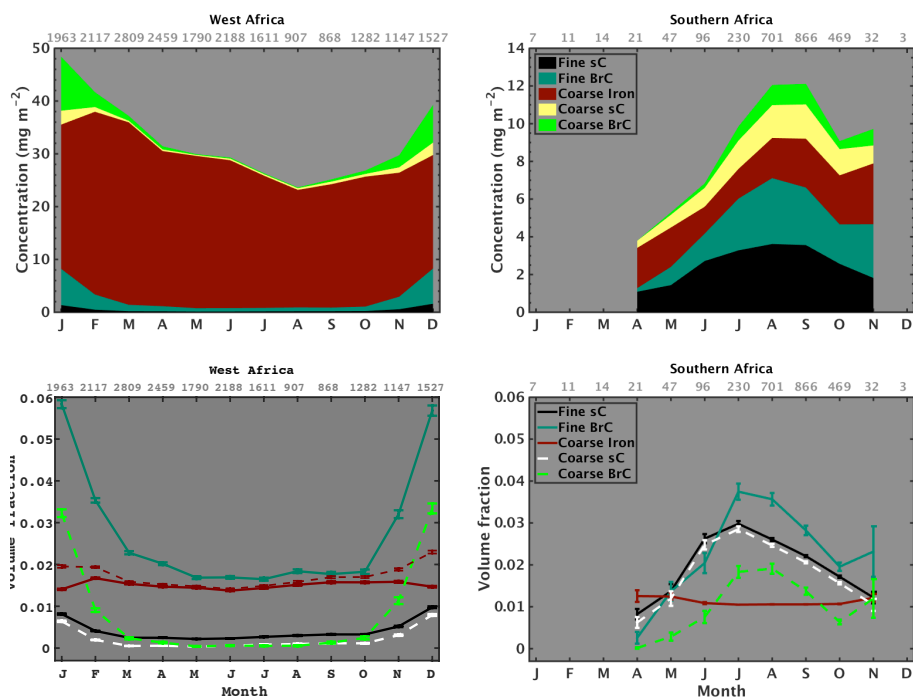 West Africa
1963 2117 2809 2459 1790 2188 1611 907 868 1282 1147 1527
50
40
30
20
10
0
Concentration (mg m−2)
J F M A M J J A S O N D
Southern Africa
7 11 14 21 47 96 230 701 866 469 32 3
14
12
10
8
6
4
2
0
Concentration (mg m−2)
Fine sC
Fine BrC
Coarse Iron
Coarse sC
Coarse BrC
J F M A M J J A S O N D
West Africa
1963 2117 2809 2459 1790 2188 1611 907 868 1282 1147 1527
0.06
0.05
0.04
0.03
0.02
0.01
0
Volume fraction
J F M A M J J A S O N D
Month
Southern Africa
7 11 14 21 47 96 230 701 866 469 32 3
0.06
0.05
0.04
0.03
0.02
0.01
0
Volume fraction
Fine sC
Fine BrC
Coarse Iron
Coarse sC
Coarse BrC
J F M A M J J A S O N D
Month